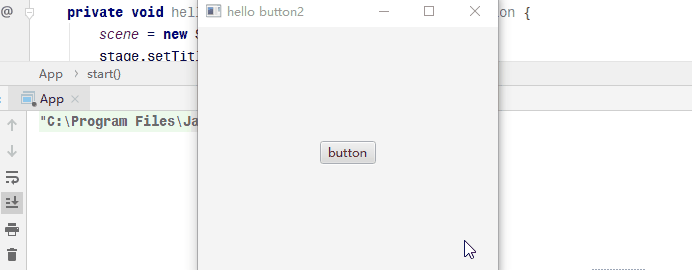 @
private void hel
hello button2
on {
scene = new S
stage.setTitl
App > start()
App
"C:\Program Files\Ja
button